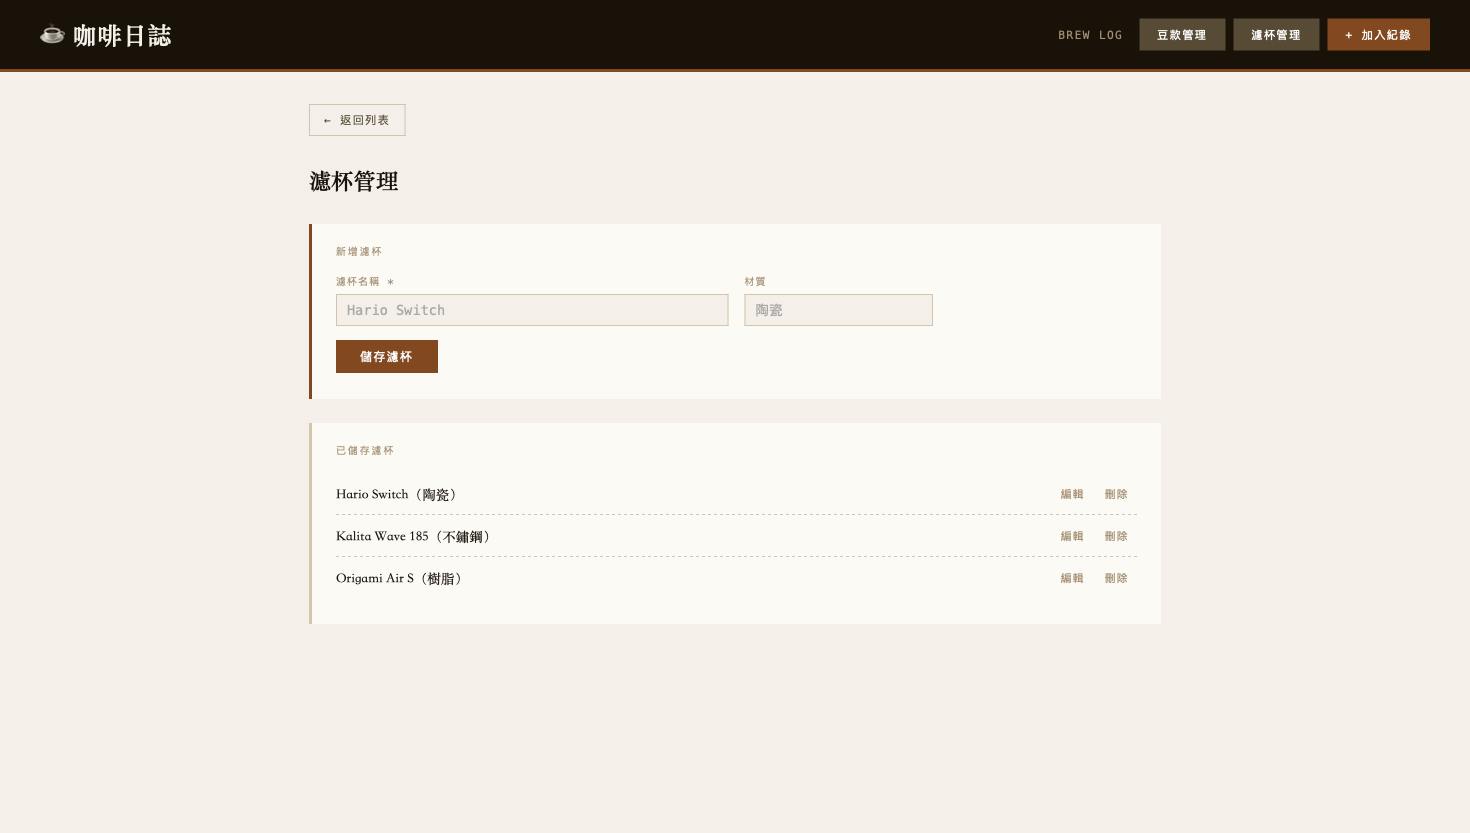 咖啡日誌
BREW LOG
豆款管理
濾杯管理
+ 加入紀錄
← 返回列表
濾杯管理
新增濾杯
濾杯名稱 *
材質
Hario Switch
陶瓷
儲存濾杯
已儲存濾杯
Hario Switch（陶瓷） 編輯 刪除
Kalita Wave 185（不鏽鋼） 編輯 刪除
Origami Air S（樹脂） 編輯 刪除